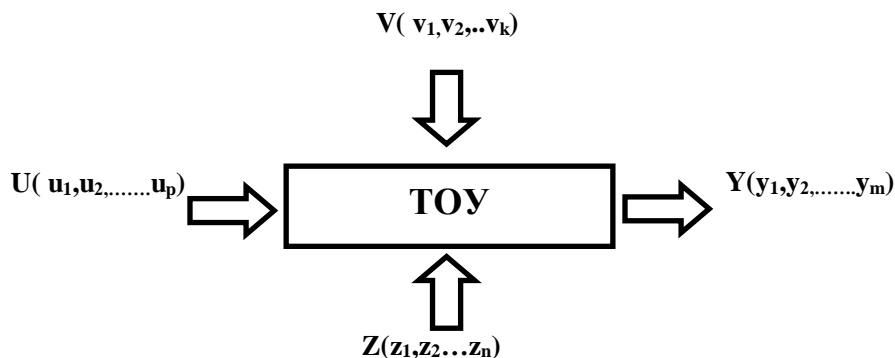 V( v₁,v₂,..vₖ)
U( u₁,u₂,.......uₚ)
ТОУ
Y(y₁,y₂,.......yₘ)
Z(z₁,z₂…zₙ)